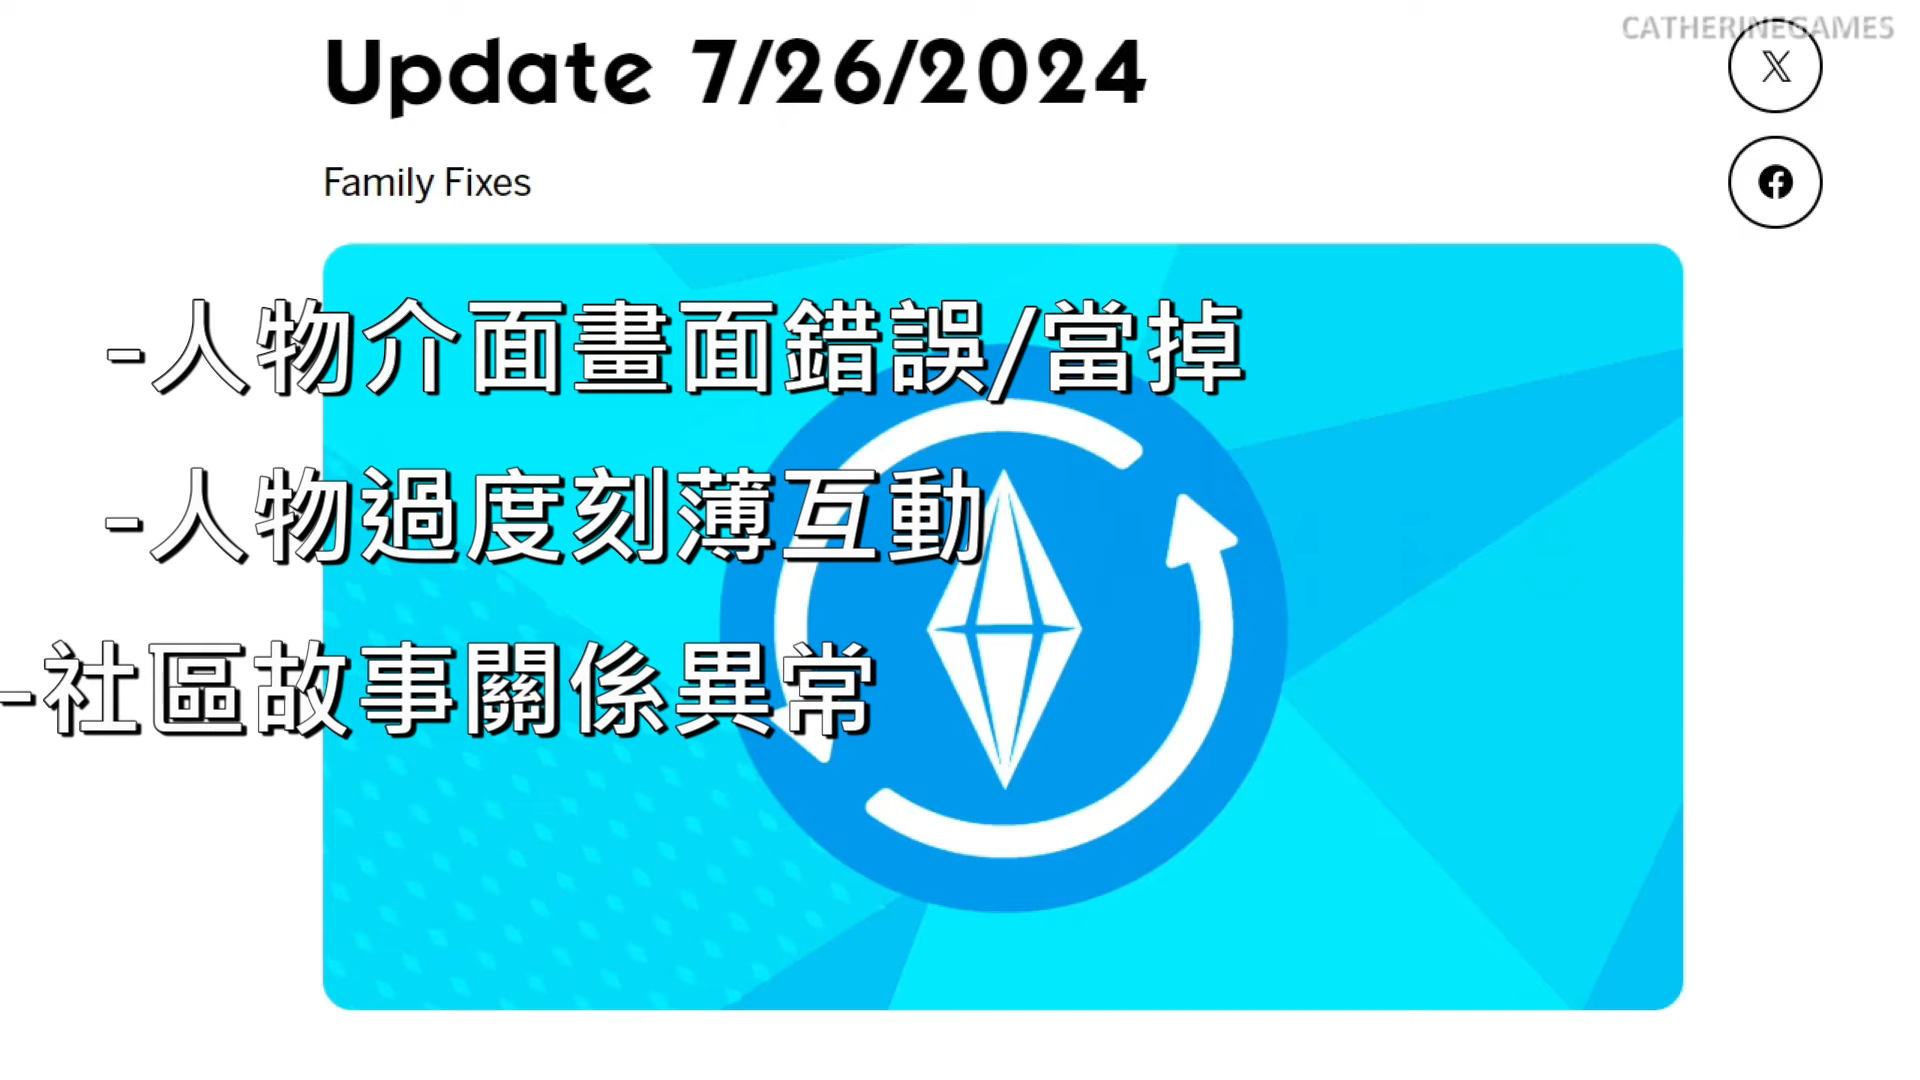 CATHERINEGAMES
Update 7/26/2024
Family Fixes
-人物介面畫面錯誤/當掉
-人物過度刻薄互動
-社區故事關係異常